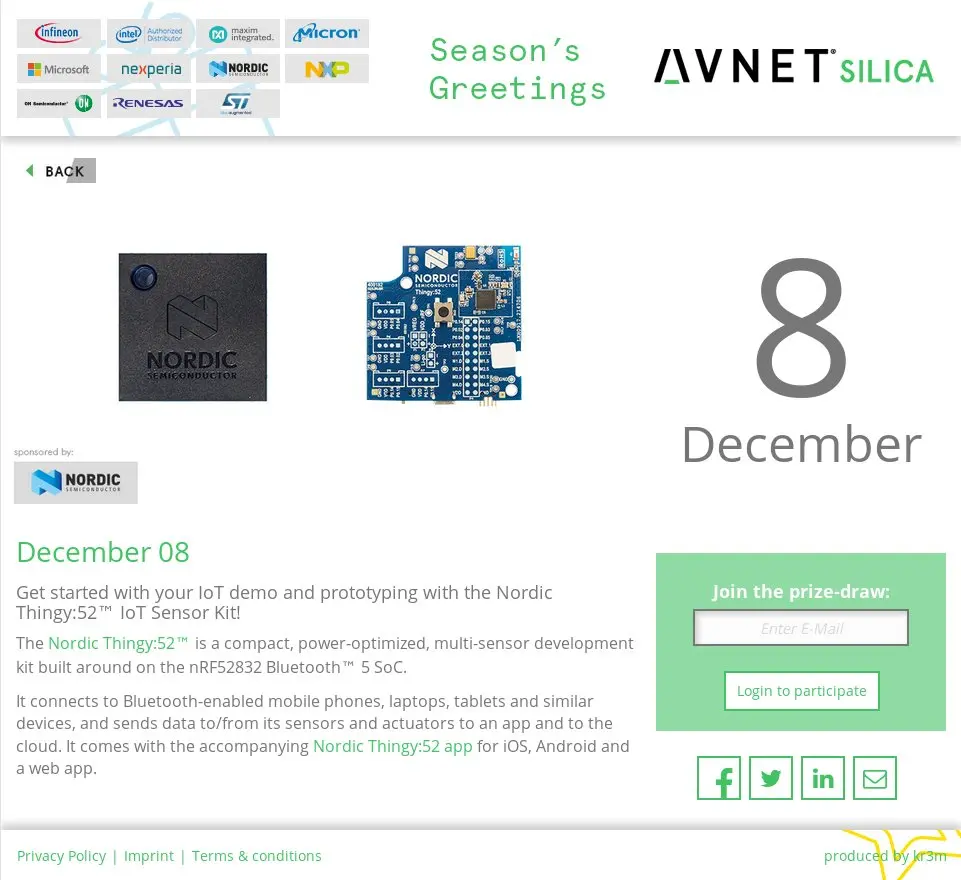 infineon
intel Authorized Distributor
maxim integrated.
Micron
Microsoft
nexperia
NORDIC SEMICONDUCTOR
NXP
ON Semiconductor® ON
RENESAS
ST life.augmented
Season's
Greetings
AVNET® SILICA
BACK
NORDIC
SEMICONDUCTOR
NORDIC
SEMICONDUCTOR
Thingy:52
8
December
sponsored by:
NORDIC
SEMICONDUCTOR
December 08
Get started with your IoT demo and prototyping with the Nordic
Thingy:52™ IoT Sensor Kit!
The Nordic Thingy:52™ is a compact, power-optimized, multi-sensor development
kit built around on the nRF52832 Bluetooth™ 5 SoC.
It connects to Bluetooth-enabled mobile phones, laptops, tablets and similar
devices, and sends data to/from its sensors and actuators to an app and to the
cloud. It comes with the accompanying Nordic Thingy:52 app for iOS, Android and
a web app.
Join the prize-draw:
Enter E-Mail
Login to participate
Privacy Policy | Imprint | Terms & conditions
produced by kr3m